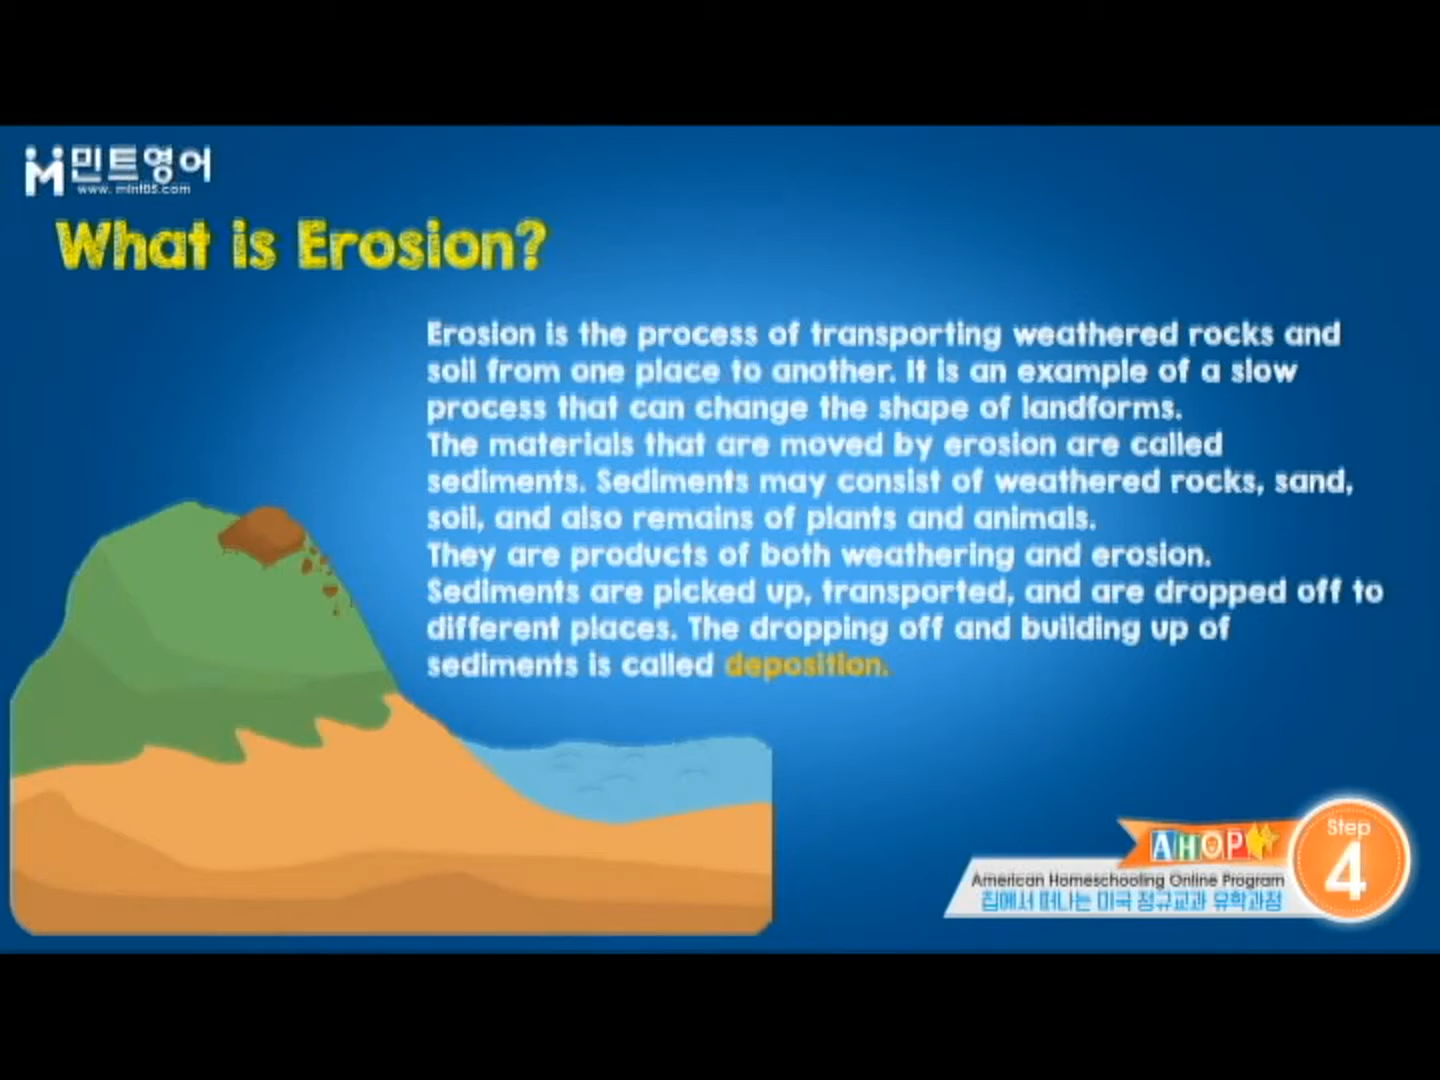 민트영어
www. mint05.com
What is Erosion?
Erosion is the process of transporting weathered rocks and
soil from one place to another. It is an example of a slow
process that can change the shape of landforms.
The materials that are moved by erosion are called
sediments. Sediments may consist of weathered rocks, sand,
soil, and also remains of plants and animals.
They are products of both weathering and erosion.
Sediments are picked up, transported, and are dropped off to
different places. The dropping off and building up of
sediments is called deposition.
AHOP
Step
4
American Homeschooling Online Program
집에서 떠나는 미국 정규교과 유학과정